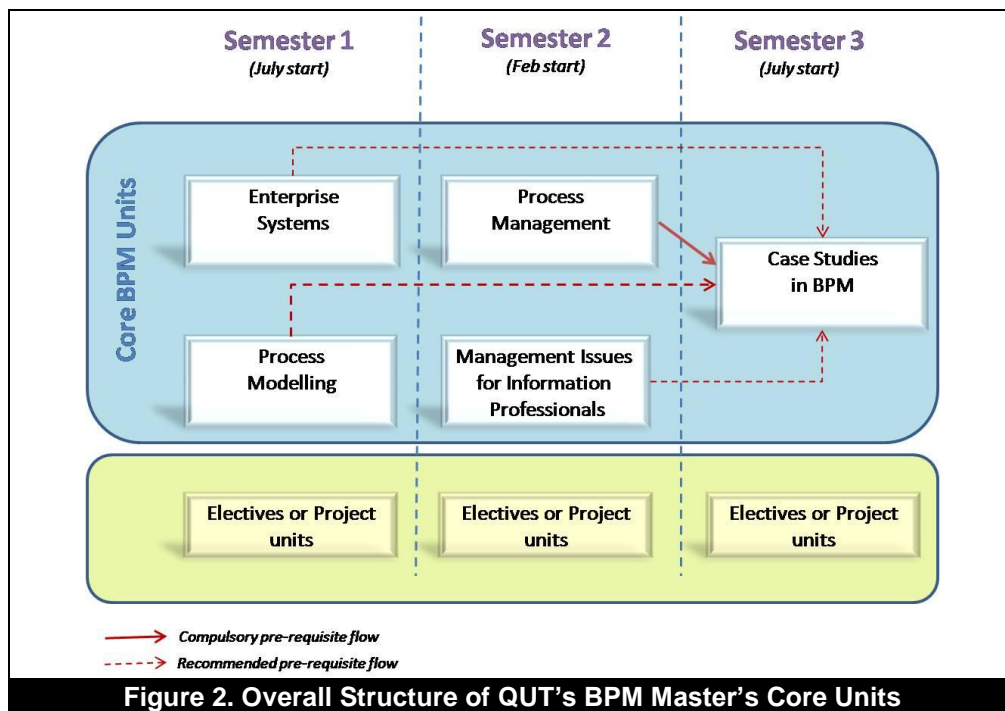 Semester 1
(July start)
Semester 2
(Feb start)
Semester 3
(July start)
Core BPM Units
Enterprise
Systems
Process
Management
Case Studies
in BPM
Process
Modelling
Management Issues
for Information
Professionals
Electives or Project
units
Electives or Project
units
Electives or Project
units
Compulsory pre-requisite flow
Recommended pre-requisite flow
Figure 2. Overall Structure of QUT's BPM Master's Core Units